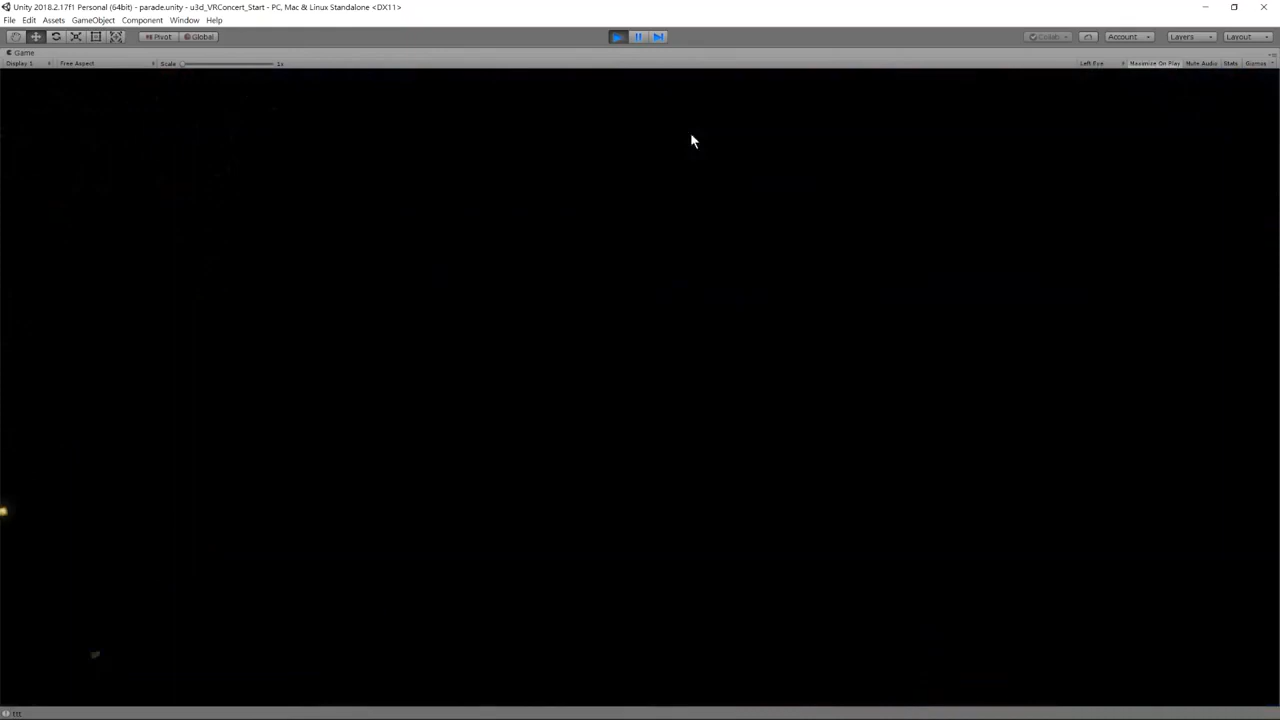 Unity 2018.2.17f1 Personal (64bit) - parade.unity - u3d_VRConcert_Start - PC, Mac & Linux Standalone <DX11>
File Edit Assets GameObject Component Window Help
Pivot Global Collab Account Layers Layout
Game
Display 1 Free Aspect Scale 1x Left Eye Maximize On Play Mute Audio Stats Gizmos